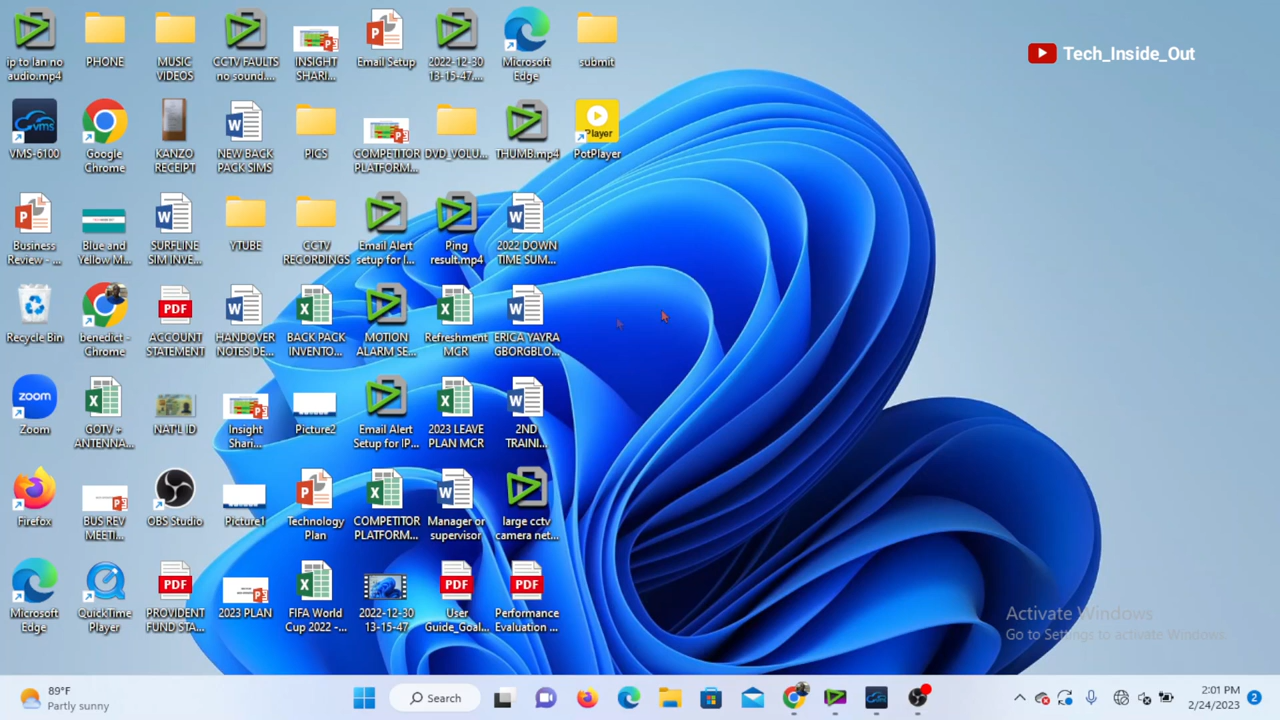 ip to lan no
audio.mp4
PHONE
MUSIC
VIDEOS
CCTV FAULTS
no sound....
INSIGHT
SHARI...
Email Setup
2022-12-30
13-15-47....
Microsoft
Edge
submit
Tech_Inside_Out
vms
VMS-6100
Google
Chrome
KANZO
RECEIPT
NEW BACK
PACK SIMS
PICS
COMPETITOR
PLATFORM...
DVD_VOLU...
THUMB.mp4
Player
PotPlayer
Business
Review - ...
Blue and
Yellow M...
SURFLINE
SIM INVE...
YTUBE
CCTV
RECORDINGS
Email Alert
setup for I...
Ping
result.mp4
2022 DOWN
TIME SUM...
Recycle Bin
benedict -
Chrome
PDF
ACCOUNT
STATEMENT
HANDOVER
NOTES DE...
BACK PACK
INVENTO...
MOTION
ALARM SE...
Refreshment
MCR
ERICA YAYRA
GBORGBLO...
zoom
Zoom
GOTV +
ANTENNA...
NAT'L ID
Insight
Shari...
Picture2
Email Alert
Setup for IP...
2023 LEAVE
PLAN MCR
2ND
TRAINI...
Firefox
BUS REV
MEETI...
OBS Studio
Picture1
Technology
Plan
COMPETITOR
PLATFORM...
Manager or
supervisor
large cctv
camera net...
Microsoft
Edge
QuickTime
Player
PDF
PROVIDENT
FUND STA...
2023 PLAN
FIFA World
Cup 2022 -...
2022-12-30
13-15-47
PDF
User
Guide_Goal...
PDF
Performance
Evaluation ...
Activate Windows
Go to Settings to activate Windows.
89°F
Partly sunny
Search
2:01 PM
2/24/2023
2